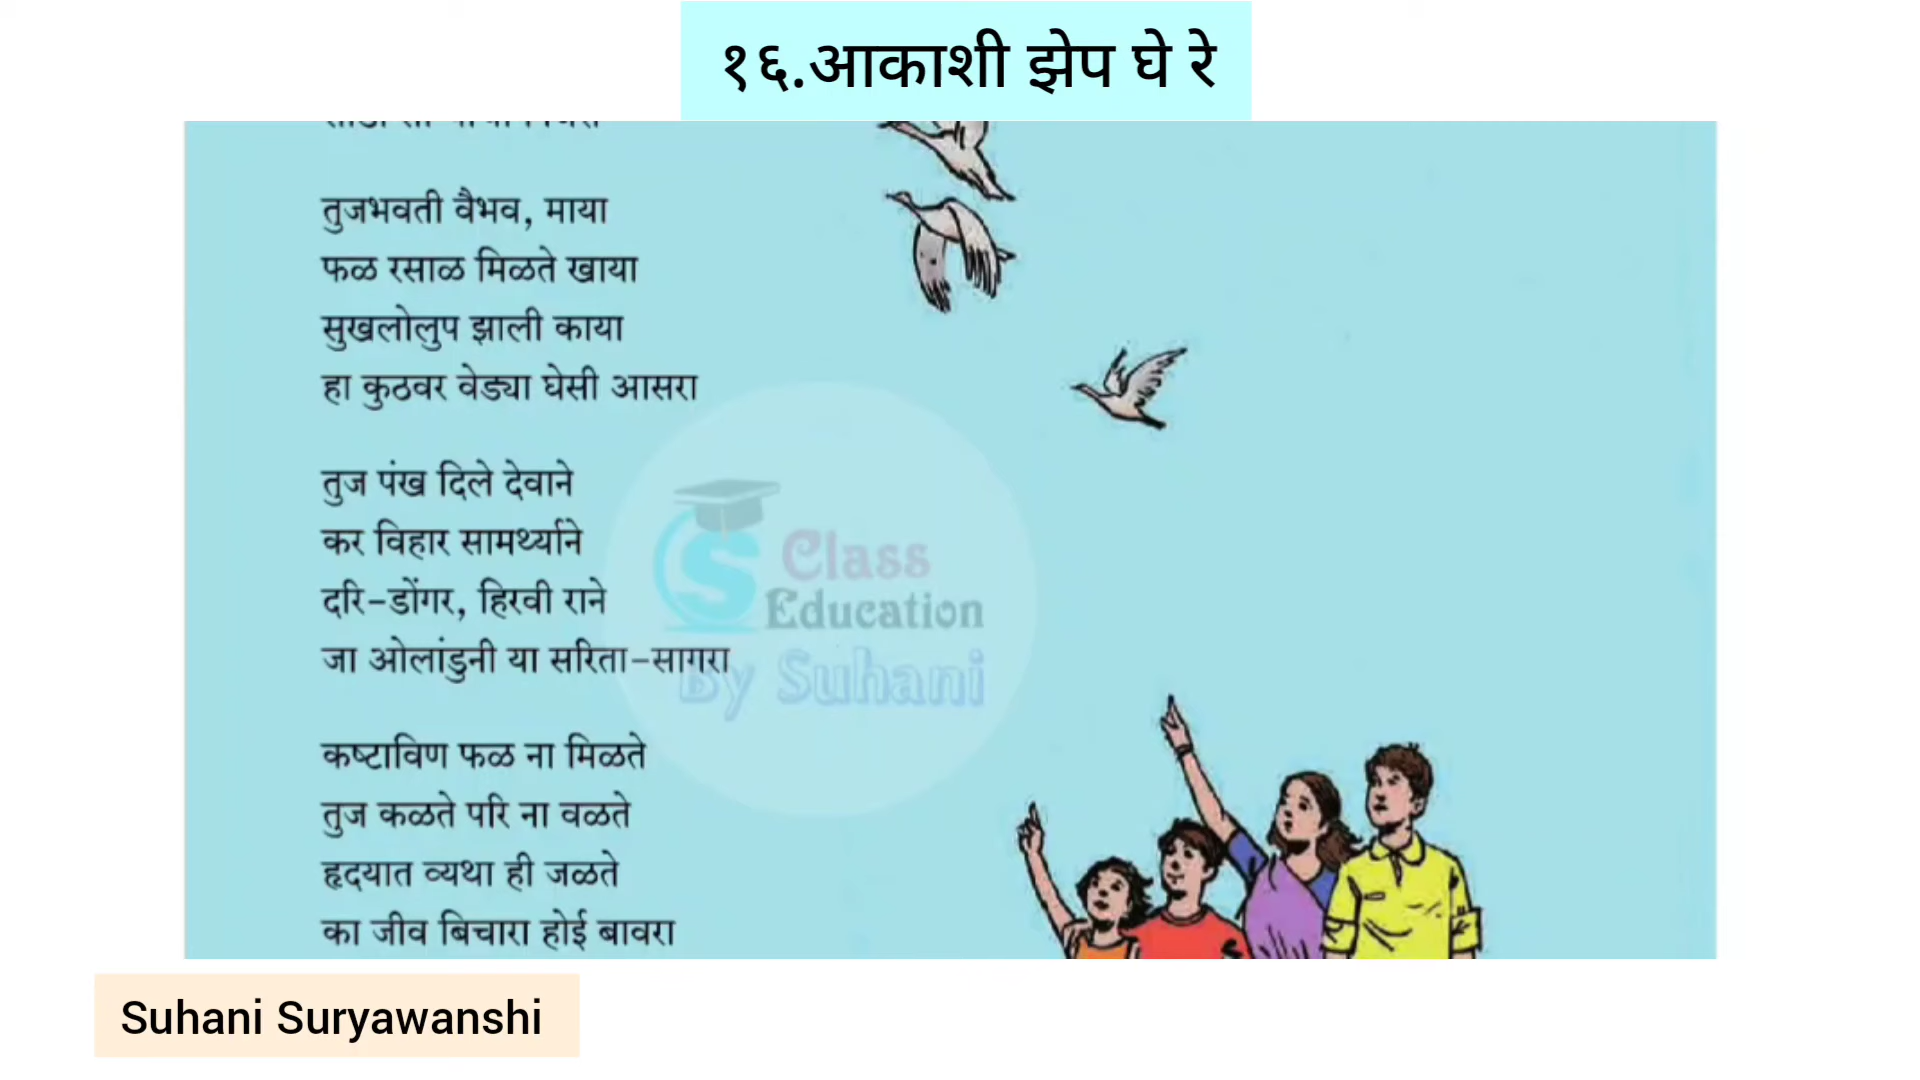 १६.आकाशी झेप घे रे
तुजभवती वैभव, माया
फळ रसाळ मिळते खाया
सुखलोलुप झाली काया
हा कुठवर वेड्या घेसी आसरा
तुज पंख दिले देवाने
कर विहार सामर्थ्याने
दरि-डोंगर, हिरवी राने
जा ओलांडुनी या सरिता-सागरा
कष्टाविण फळ ना मिळते
तुज कळते परि ना वळते
हृदयात व्यथा ही जळते
का जीव बिचारा होई बावरा
S Class
Education
By Suhani
Suhani Suryawanshi